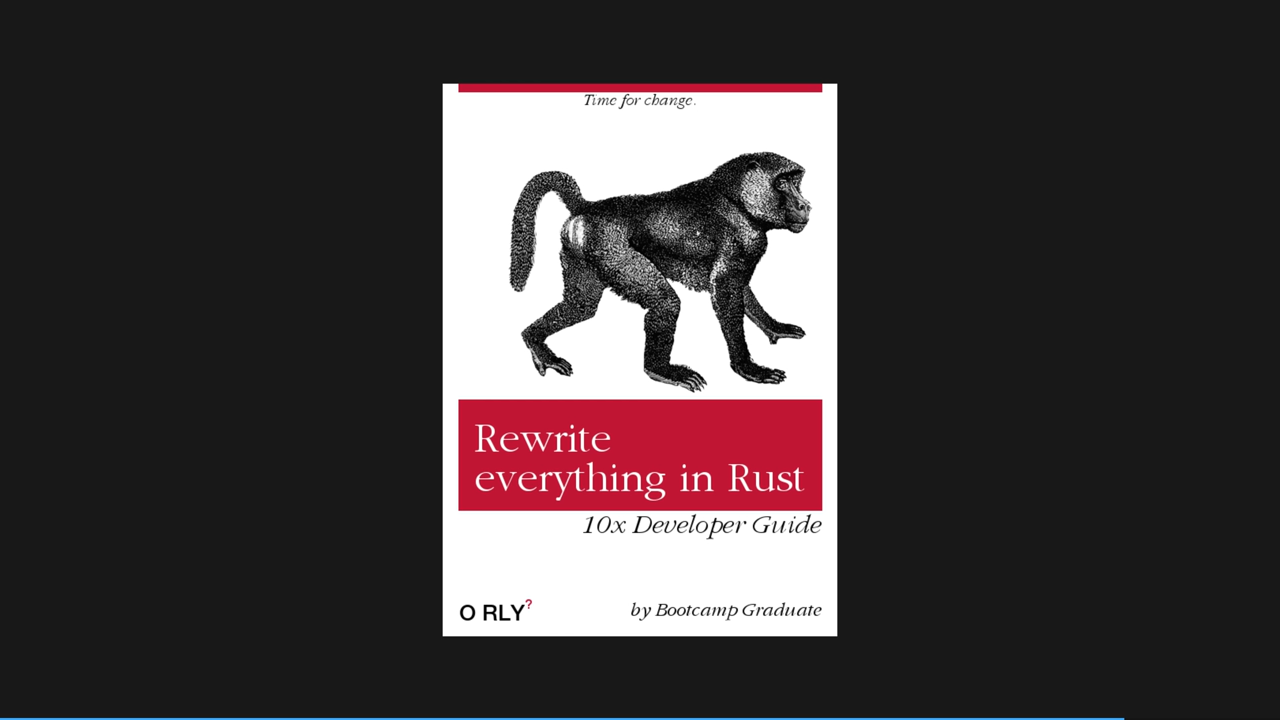 Time for change.
Rewrite
everything in Rust
10x Developer Guide
O RLY?
by Bootcamp Graduate